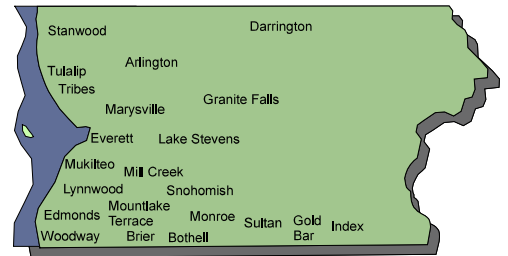 Stanwood
Darrington
Arlington
Tulalip
Tribes
Granite Falls
Marysville
Everett
Lake Stevens
Mukilteo
Mill Creek
Lynnwood
Snohomish
Mountlake
Terrace
Edmonds
Monroe
Sultan
Gold
Bar
Index
Woodway
Brier
Bothell